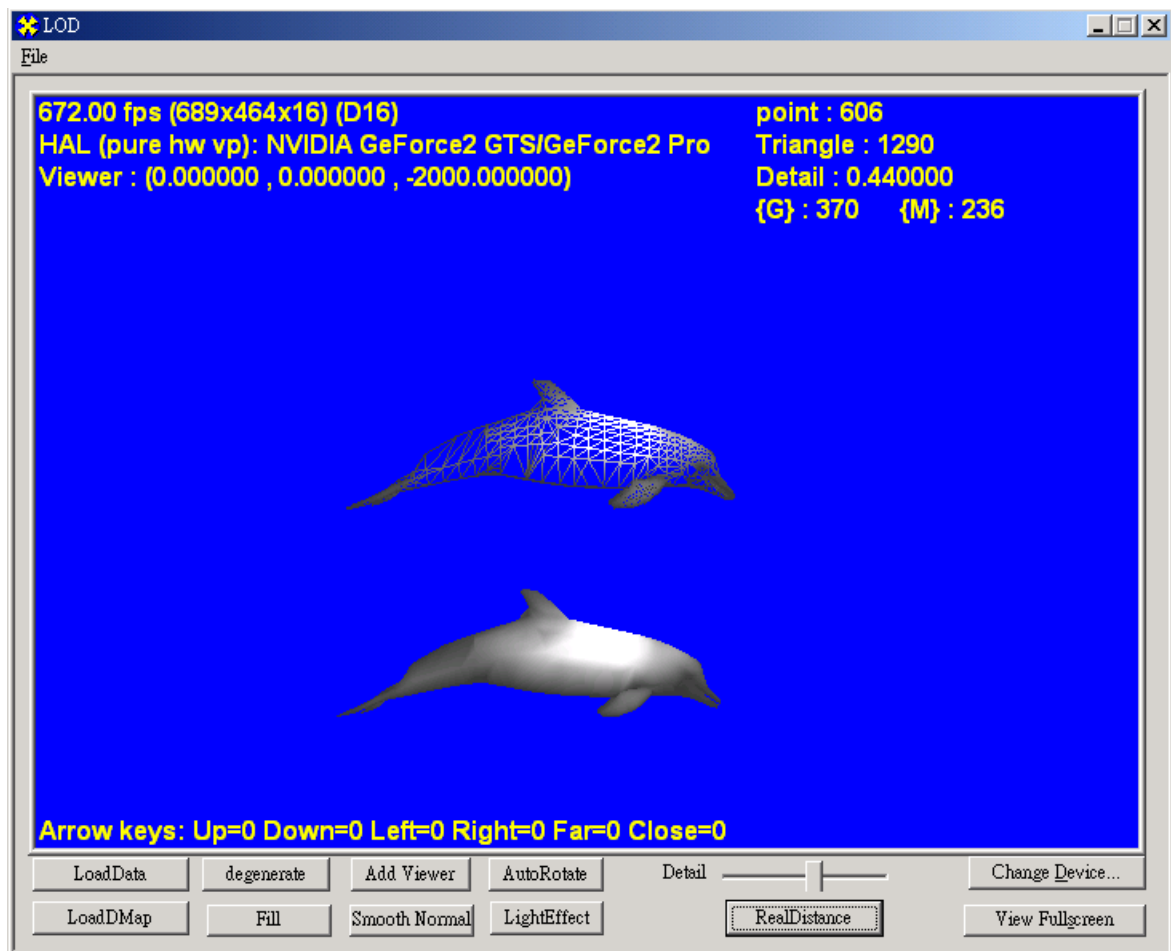 LOD
File
672.00 fps (689x464x16) (D16)
HAL (pure hw vp): NVIDIA GeForce2 GTS/GeForce2 Pro
Viewer : (0.000000 , 0.000000 , -2000.000000)
point : 606
Triangle : 1290
Detail : 0.440000
{G} : 370 {M} : 236
Arrow keys: Up=0 Down=0 Left=0 Right=0 Far=0 Close=0
LoadData degenerate Add Viewer AutoRotate Detail Change Device...
LoadDMap Fill Smooth Normal LightEffect RealDistance View Fullscreen